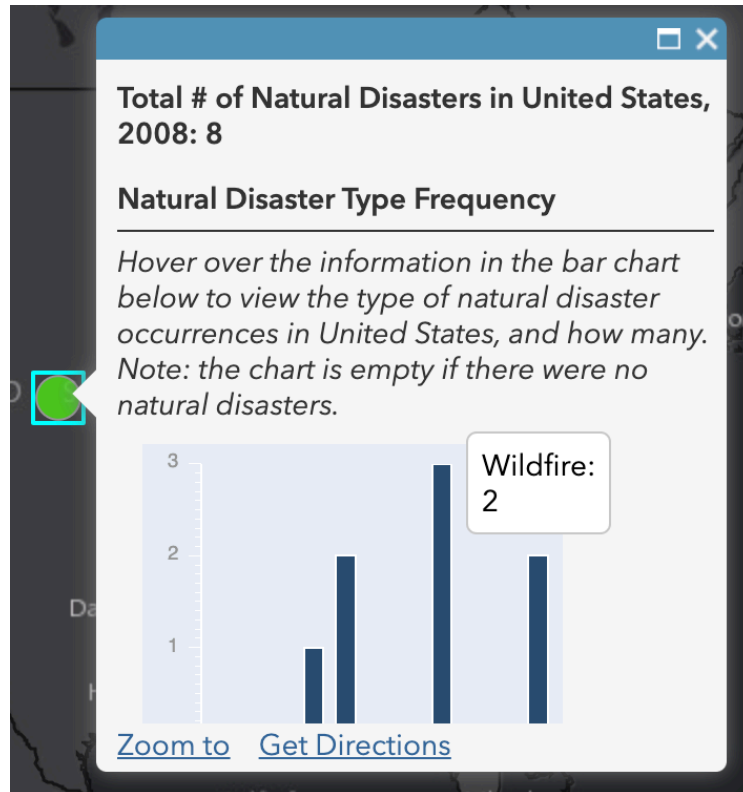 Total # of Natural Disasters in United States,
2008: 8
Natural Disaster Type Frequency
Hover over the information in the bar chart
below to view the type of natural disaster
occurrences in United States, and how many.
Note: the chart is empty if there were no
natural disasters.
Wildfire:
2
3
2
1
Zoom to Get Directions
Da
H